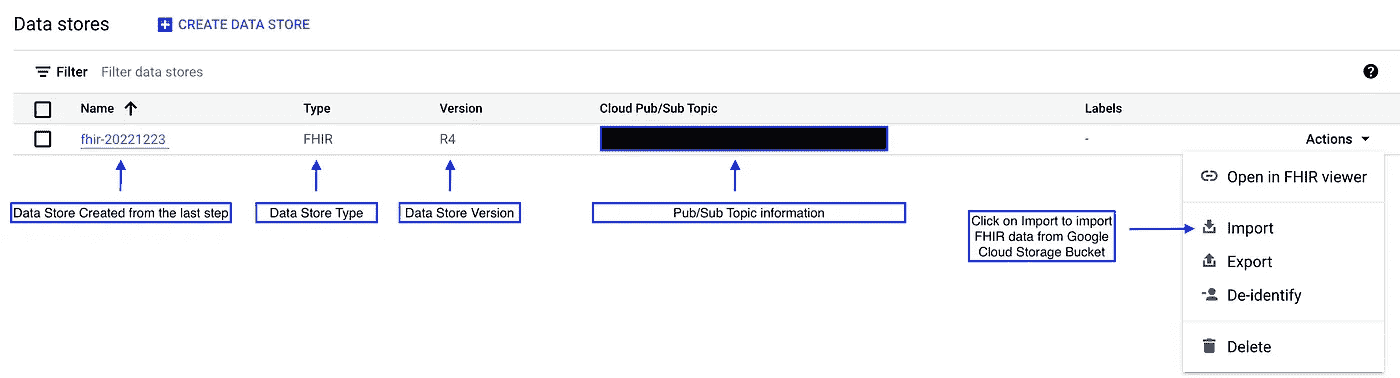 Data stores
CREATE DATA STORE
Filter Filter data stores
Name Type Version Cloud Pub/Sub Topic Labels
fhir-20221223 FHIR R4 - Actions
Data Store Created from the last step
Data Store Type
Data Store Version
Pub/Sub Topic information
Click on Import to import
FHIR data from Google
Cloud Storage Bucket
Open in FHIR viewer
Import
Export
De-identify
Delete